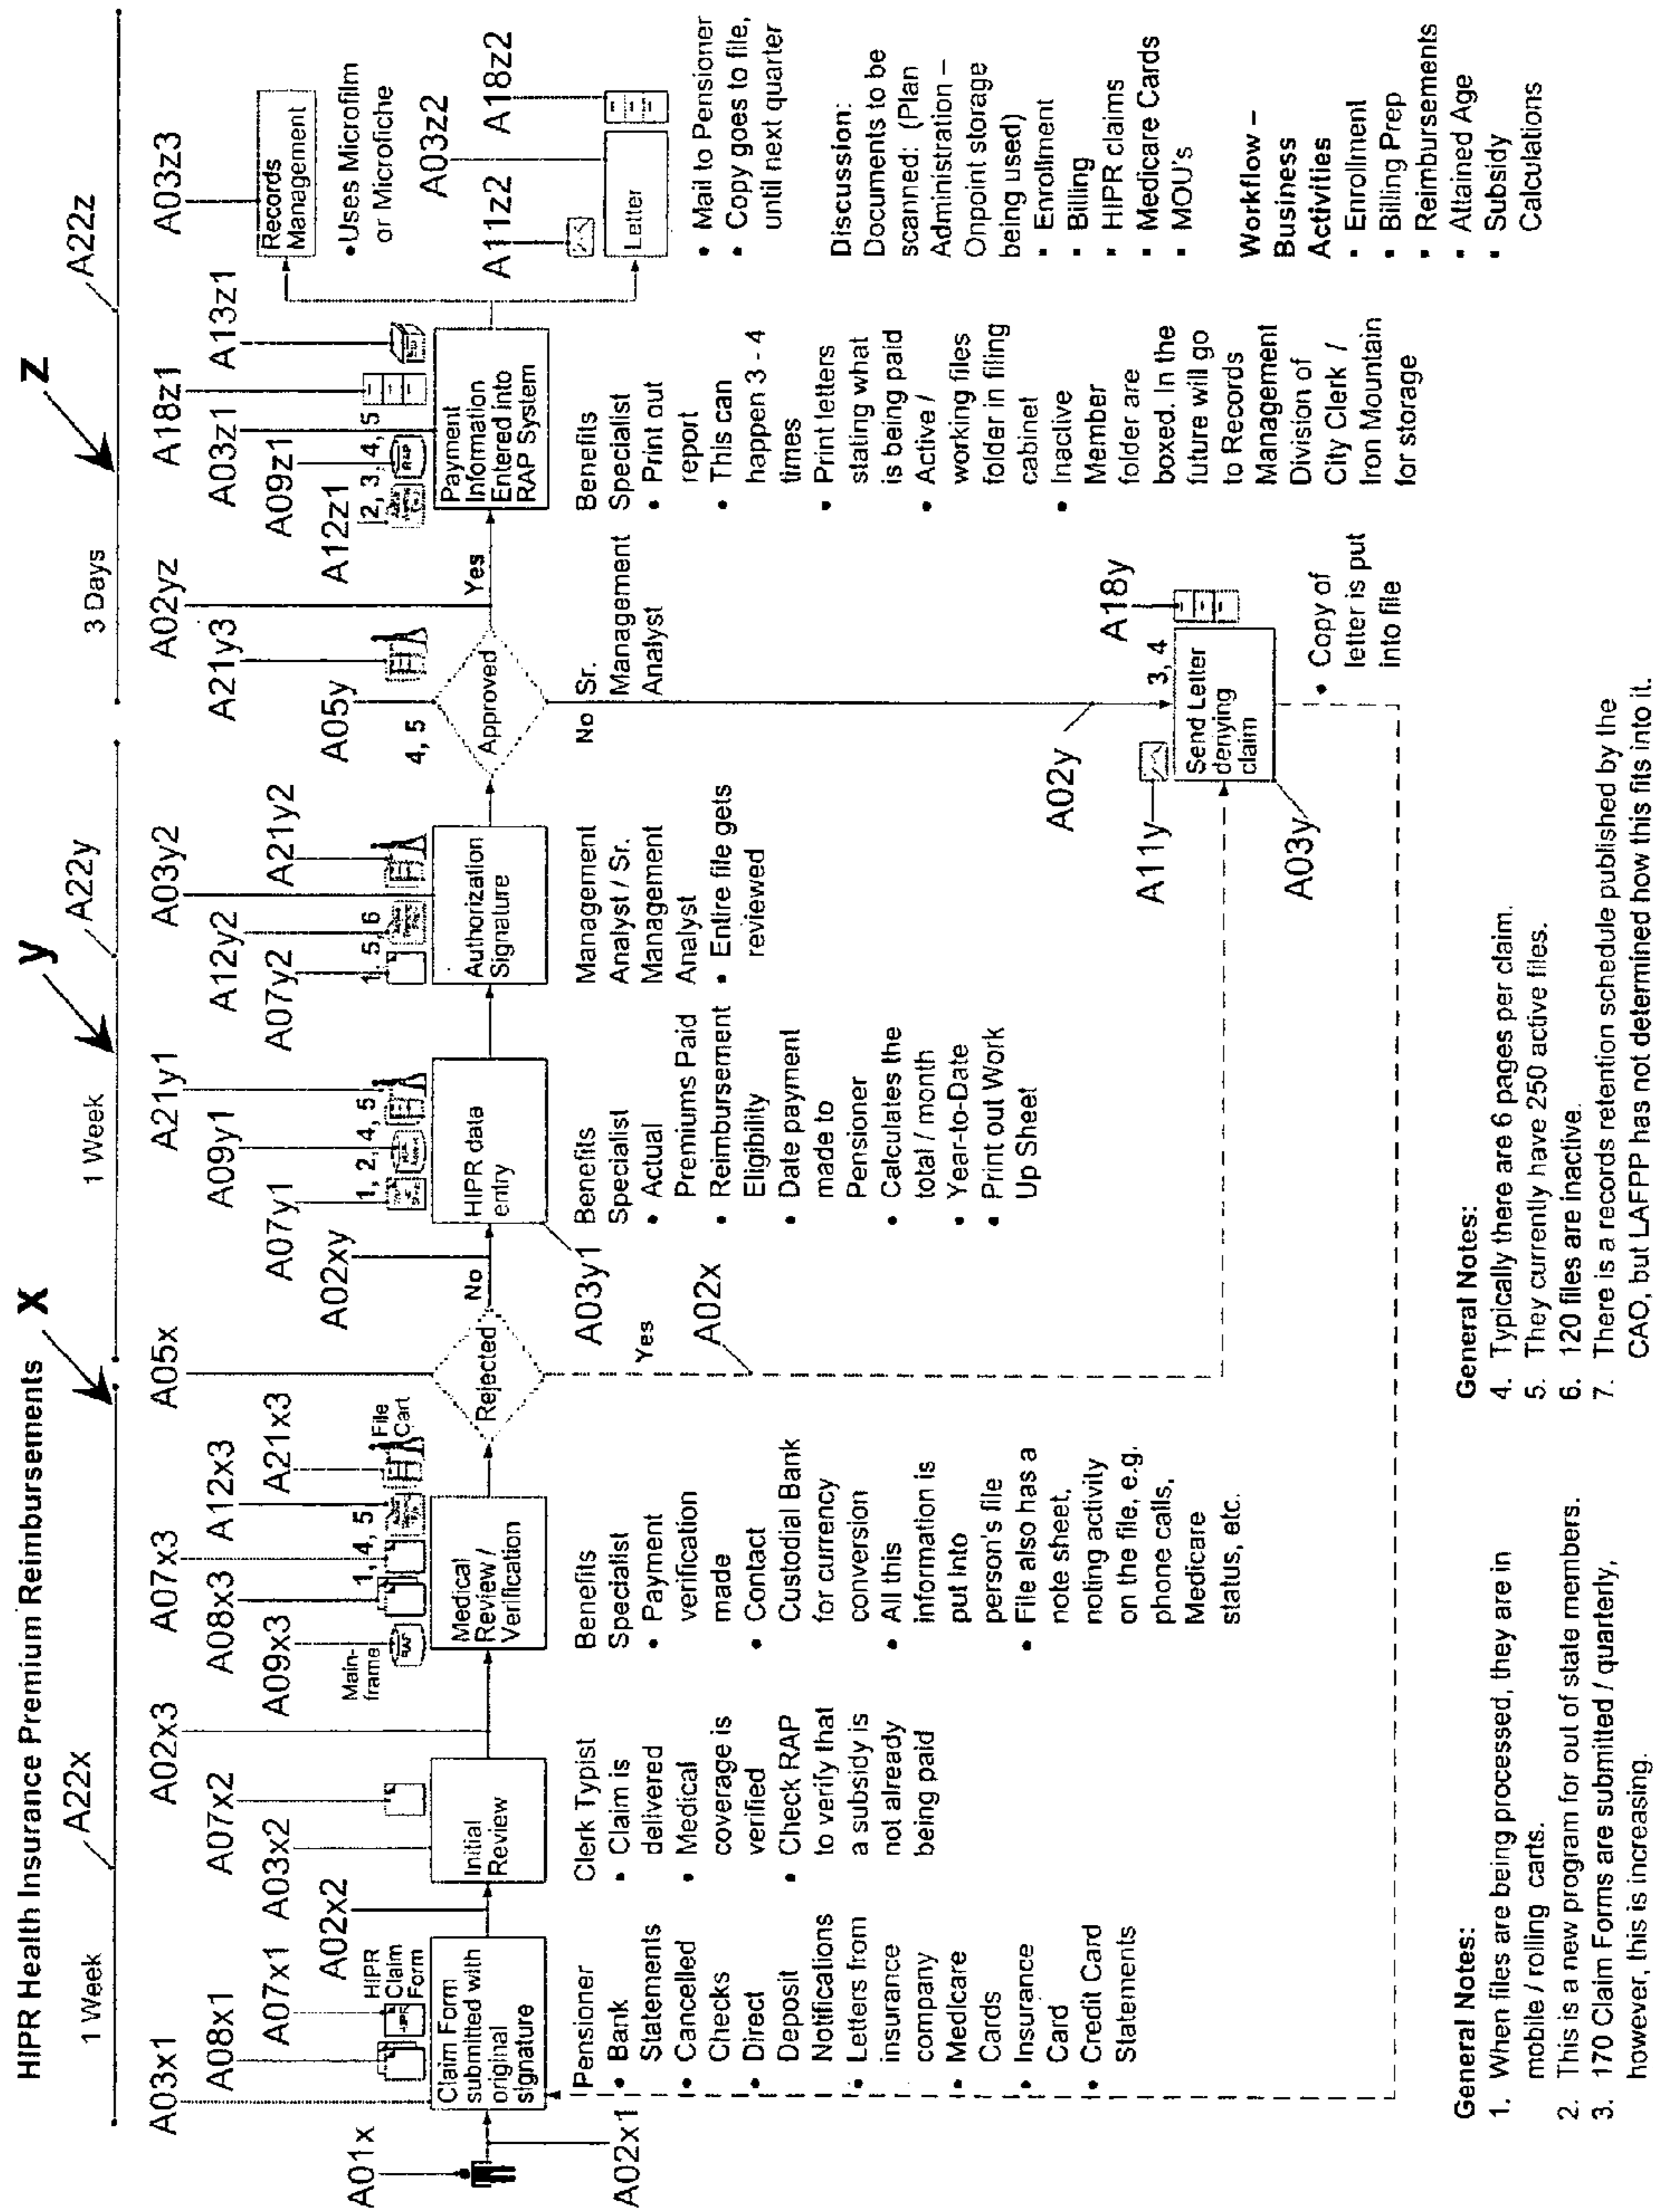 HIPR Health Insurance Premium Reimbursements
x
y
z
A22x
A22y
A22z
1 Week
1 Week
3 Days
A03x1
A08x1
A07x1
A02x2
A03x2
A07x2
A02x3
A09x3
A08x3
A07x3
A12x3
A21x3
A05x
A02xy
A07y1
A09y1
A21y1
A07y2
A12y2
A03y2
A21y2
A05y
A21y3
A02yz
A12z1
A09z1
A03z1
A18z1
A13z1
A03z3
HIPR
Claim
Form
Main-
frame
RAP
1, 4, 5
File
Cart
1, 2, 4, 5
1, 5, 6
4, 5
2, 3, 4, 5
RAP
A01x
A02x1
Claim Form
submitted with
original
signature
Initial
Review
Medical
Review /
Verification
Rejected
No
Yes
HIPR data
entry
A03y1
A02x
Authorization
Signature
Approved
Yes
No
Payment
Information
Entered into
RAP System
Records
Management
•Uses Microfilm
or Microfiche
A111z2
A03z2
A18z2
Letter
• Mail to Pensioner
• Copy goes to file,
until next quarter
Pensioner
• Bank
Statements
• Cancelled
Checks
• Direct
Deposit
Notifications
• Letters from
insurance
company
• Medicare
Cards
• Insurance
Card
• Credit Card
Statements
Clerk Typist
• Claim is
delivered
• Medical
coverage is
verified
• Check RAP
to verify that
a subsidy is
not already
being paid
Benefits
Specialist
• Payment
verification
made
• Contact
Custodial Bank
for currency
conversion
• All this
information is
put into
person's file
• File also has a
note sheet,
noting activity
on the file, e.g.
phone calls,
Medicare
status, etc.
Benefits
Specialist
• Actual
Premiums Paid
• Reimbursement
Eligibility
• Date payment
made to
Pensioner
• Calculates the
total / month
• Year-to-Date
• Print out Work
Up Sheet
Management
Analyst / Sr.
Management
Analyst
• Entire file gets
reviewed
Sr.
Management
Analyst
Benefits
Specialist
• Print out
report
• This can
happen 3 - 4
times
• Print letters
stating what
is being paid
• Active /
working files
folder in filing
cabinet
• Inactive
Member
folder are
boxed. In the
future will go
to Records
Management
Division of
City Clerk /
Iron Mountain
for storage
Discussion:
Documents to be
scanned: (Plan
Administration –
Onpoint storage
being used)
▪ Enrollment
▪ Billing
▪ HIPR claims
▪ Medicare Cards
▪ MOU's
Workflow –
Business
Activities
▪ Enrollment
▪ Billing Prep
▪ Reimbursements
▪ Attained Age
▪ Subsidy
Calculations
A02y
A11y
A18y
3, 4
Send Letter
denying
claim
A03y
• Copy of
letter is put
into file
General Notes:
1. When files are being processed, they are in
mobile / rolling carts.
2. This is a new program for out of state members.
3. 170 Claim Forms are submitted / quarterly,
however, this is increasing.
General Notes:
4. Typically there are 6 pages per claim.
5. They currently have 250 active files.
6. 120 files are inactive.
7. There is a records retention schedule published by the
CAO, but LAFPP has not determined how this fits into it.